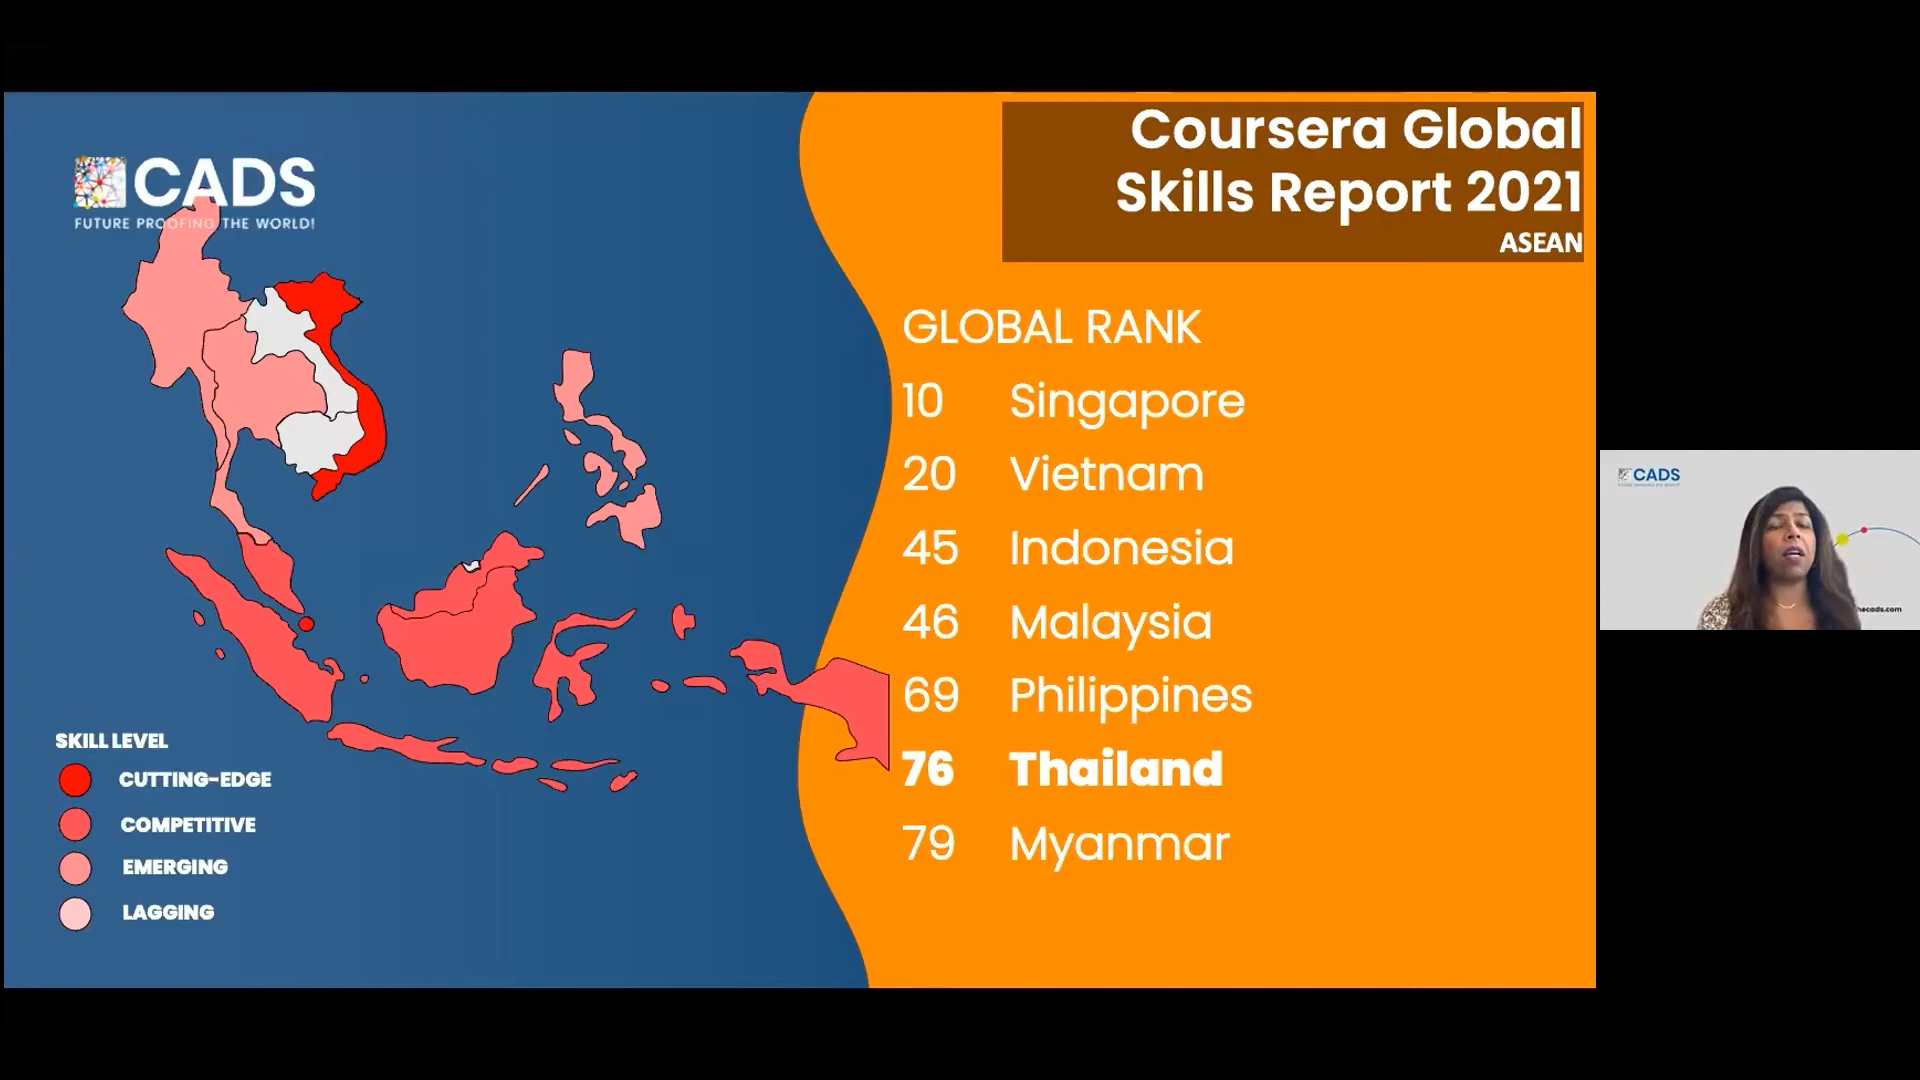 CADS
FUTURE PROOFING THE WORLD!
Coursera Global
Skills Report 2021
ASEAN
GLOBAL RANK
10 Singapore
20 Vietnam
45 Indonesia
46 Malaysia
69 Philippines
76 Thailand
79 Myanmar
SKILL LEVEL
CUTTING-EDGE
COMPETITIVE
EMERGING
LAGGING
CADS